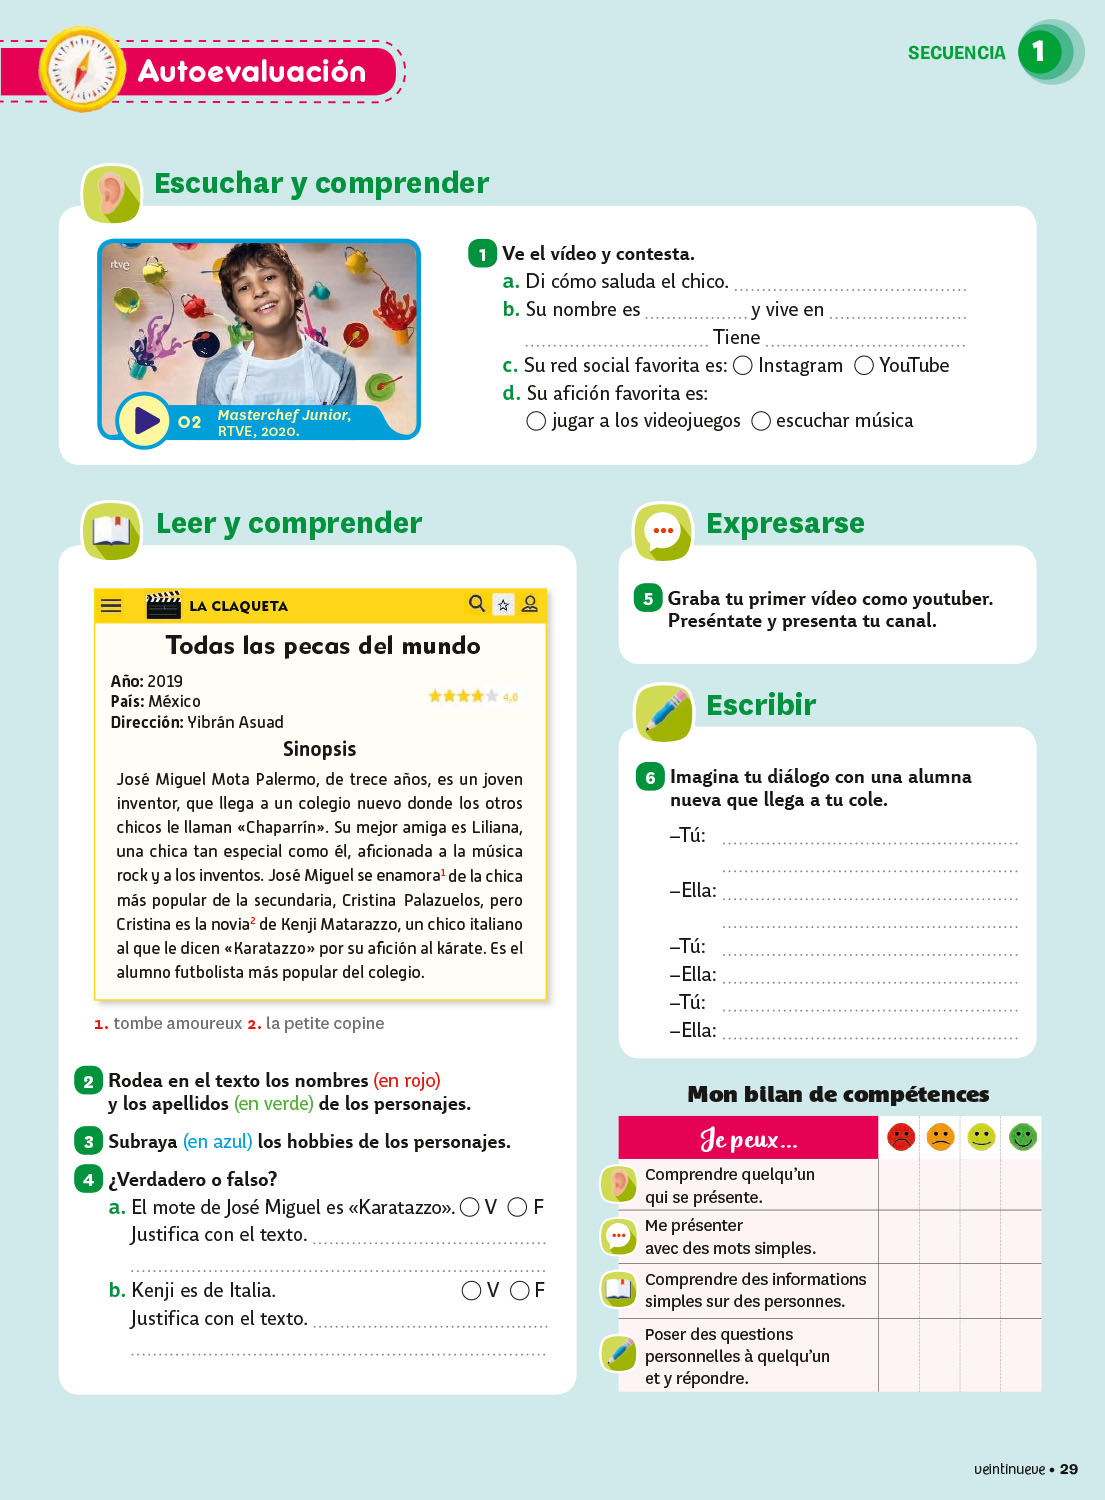 Autoevaluación
SECUENCIA 1
Escuchar y comprender
rtve
02 Masterchef Junior,
RTVE, 2020.
1 Ve el vídeo y contesta.
a. Di cómo saluda el chico. ........................................
b. Su nombre es .................... y vive en ........................
................................ Tiene ....................................
c. Su red social favorita es: ◯ Instagram ◯ YouTube
d. Su afición favorita es:
◯ jugar a los videojuegos ◯ escuchar música
Leer y comprender
LA CLAQUETA
Todas las pecas del mundo
Año: 2019
País: México
4,0
Dirección: Yibrán Asuad
Sinopsis
José Miguel Mota Palermo, de trece años, es un joven
inventor, que llega a un colegio nuevo donde los otros
chicos le llaman «Chaparrín». Su mejor amiga es Liliana,
una chica tan especial como él, aficionada a la música
rock y a los inventos. José Miguel se enamora1 de la chica
más popular de la secundaria, Cristina Palazuelos, pero
Cristina es la novia2 de Kenji Matarazzo, un chico italiano
al que le dicen «Karatazzo» por su afición al kárate. Es el
alumno futbolista más popular del colegio.
1. tombe amoureux 2. la petite copine
2 Rodea en el texto los nombres (en rojo)
y los apellidos (en verde) de los personajes.
3 Subraya (en azul) los hobbies de los personajes.
4 ¿Verdadero o falso?
a. El mote de José Miguel es «Karatazzo». ◯ V ◯ F
Justifica con el texto. ........................................
........................................................................
b. Kenji es de Italia. ◯ V ◯ F
Justifica con el texto. ........................................
........................................................................
Expresarse
5 Graba tu primer vídeo como youtuber.
Preséntate y presenta tu canal.
Escribir
6 Imagina tu diálogo con una alumna
nueva que llega a tu cole.
–Tú: ....................................................
....................................................
–Ella: ....................................................
....................................................
–Tú: ....................................................
–Ella: ....................................................
–Tú: ....................................................
–Ella: ....................................................
Mon bilan de compétences
Je peux...
Comprendre quelqu'un
qui se présente.
Me présenter
avec des mots simples.
Comprendre des informations
simples sur des personnes.
Poser des questions
personnelles à quelqu'un
et y répondre.
veintinueve • 29